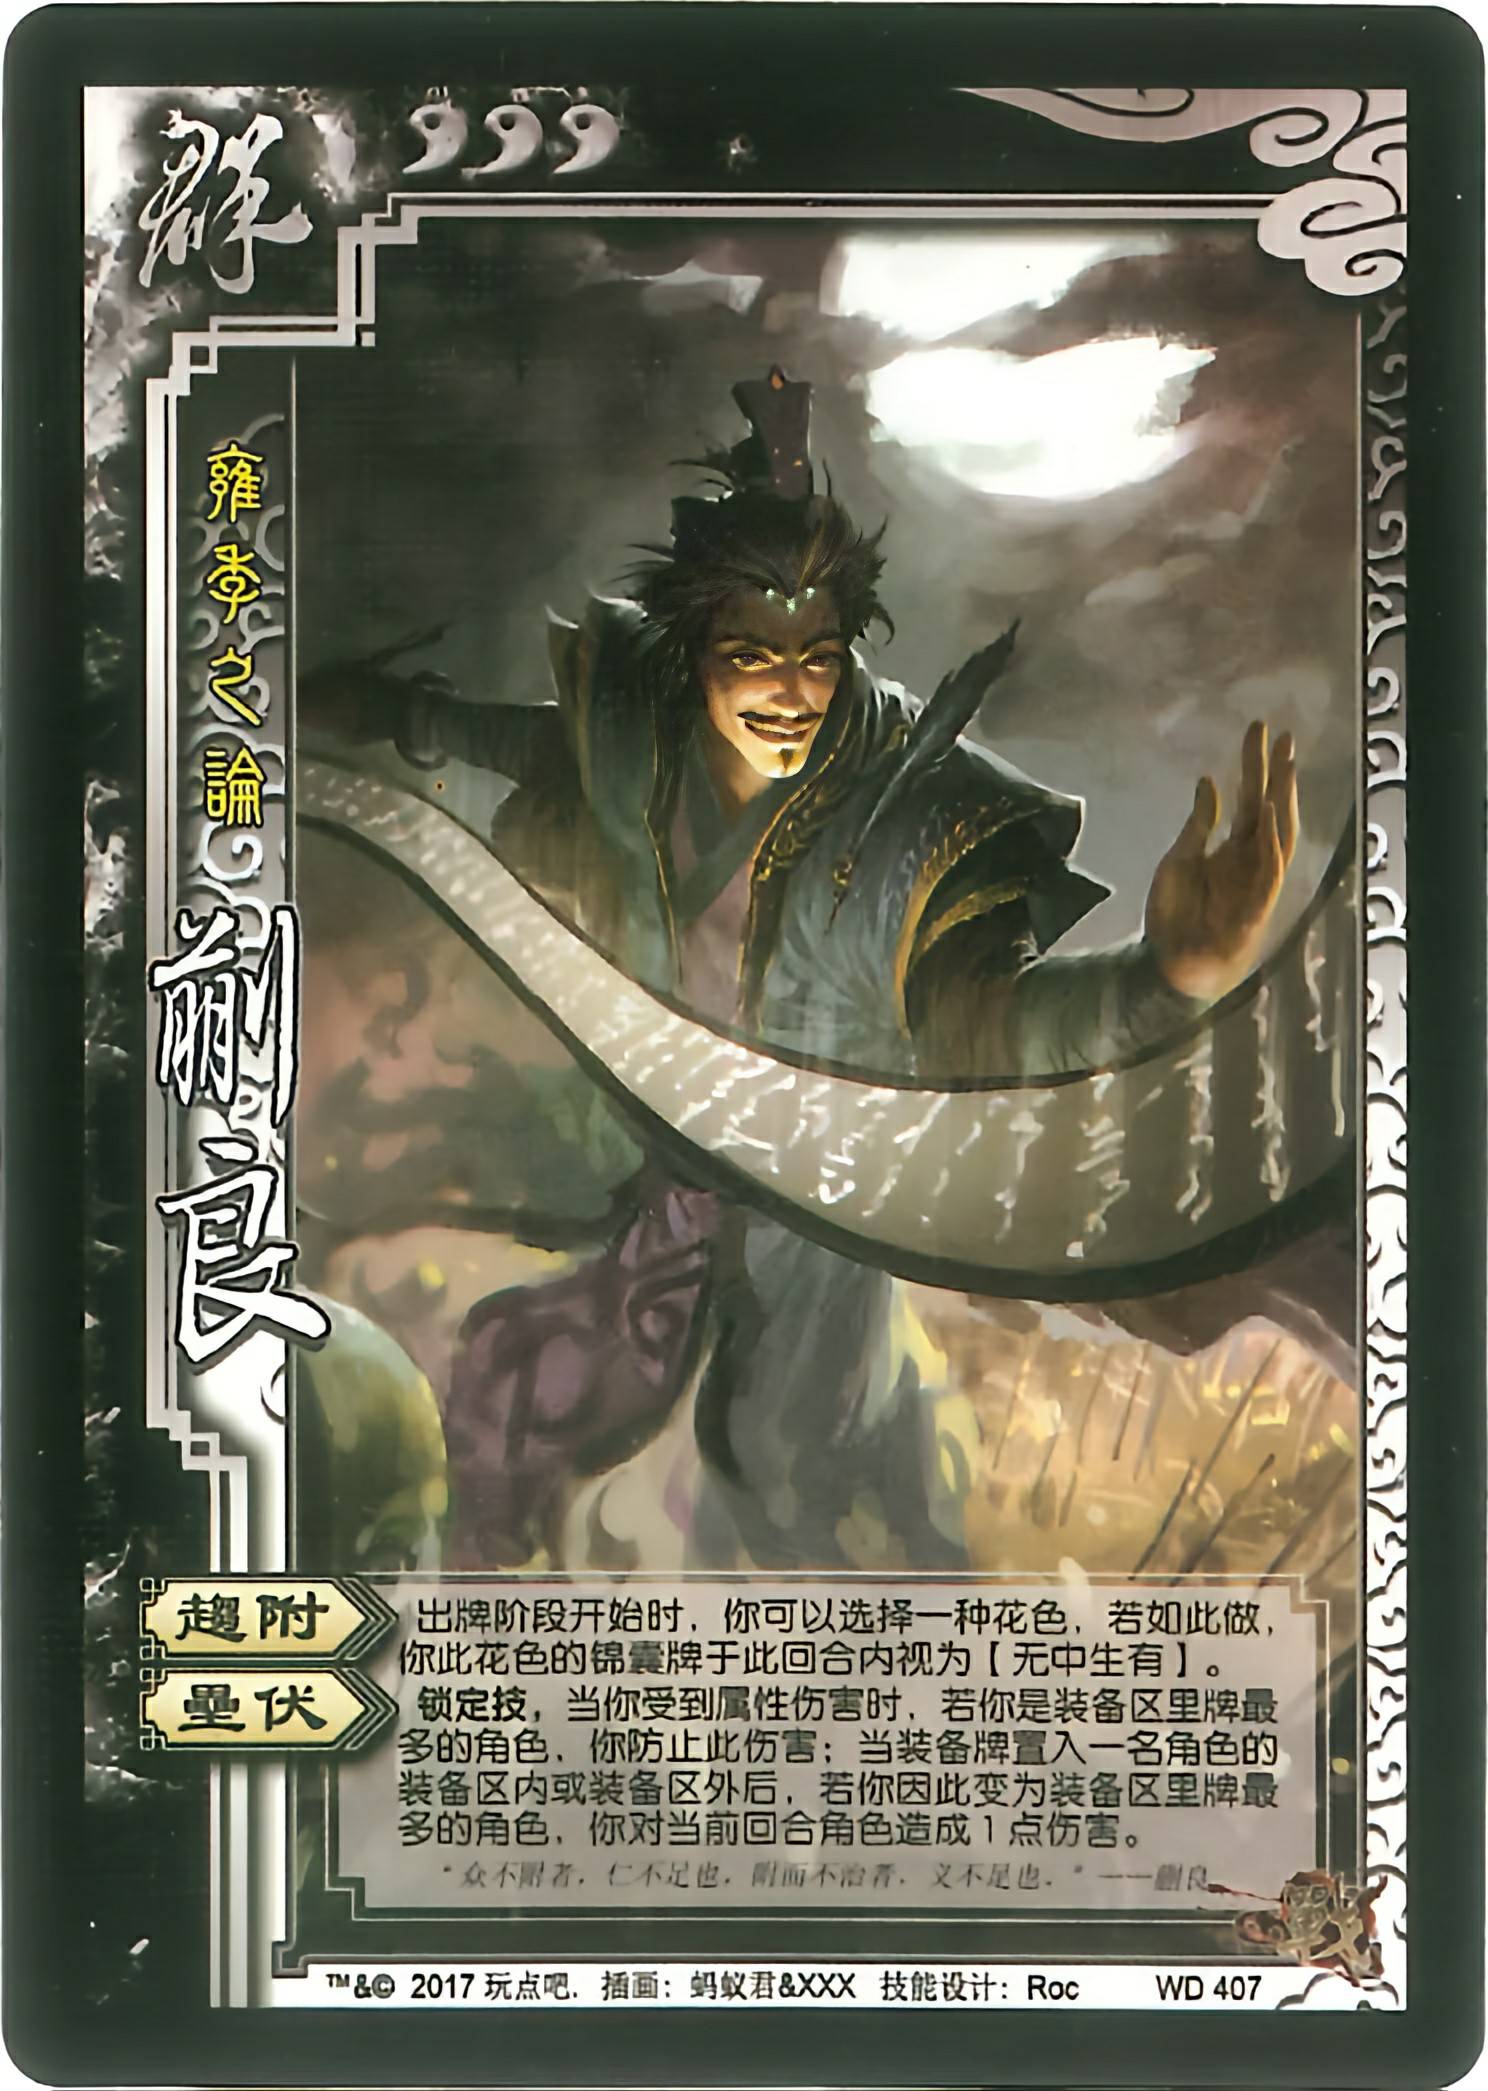 群
雍季之論
蒯良
趨附
出牌阶段开始时，你可以选择一种花色，若如此做，
你此花色的锦囊牌于此回合内视为【无中生有】。
壘伏
锁定技，当你受到属性伤害时，若你是装备区里牌最
多的角色，你防止此伤害；当装备牌置入一名角色的
装备区内或装备区外后，若你因此变为装备区里牌最
多的角色，你对当前回合角色造成1点伤害。
“众不附者，仁不足也，附而不治者，义不足也。”——蒯良
戰
™&© 2017 玩点吧. 插画：蚂蚁君&XXX 技能设计：Roc WD 407